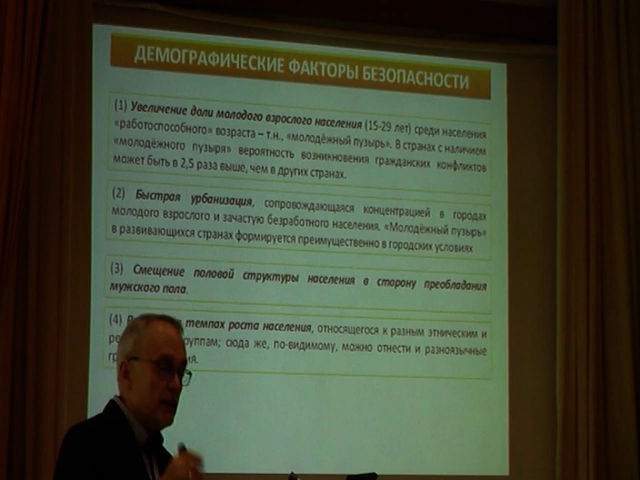 ДЕМОГРАФИЧЕСКИЕ ФАКТОРЫ БЕЗОПАСНОСТИ
(1) Увеличение доли молодого взрослого населения (15-29 лет) среди населения
«работоспособного» возраста – т.н., «молодёжный пузырь». В странах с наличием
«молодёжного пузыря» вероятность возникновения гражданских конфликтов
может быть в 2,5 раза выше, чем в других странах.
(2) Быстрая урбанизация, сопровождающаяся концентрацией в городах
молодого взрослого и зачастую безработного населения. «Молодёжный пузырь»
в развивающихся странах формируется преимущественно в городских условиях
(3) Смещение половой структуры населения в сторону преобладания
мужского пола.
(4) темпах роста населения, относящегося к разным этническим и
группам; сюда же, по-видимому, можно отнести и разноязычные